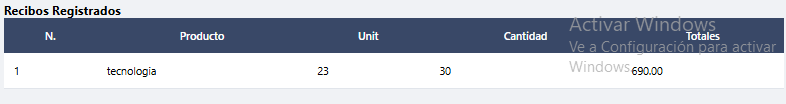 Recibos Registrados
N. Producto Unit Cantidad Totales
1 tecnologia 23 30 690.00
Activar Windows
Ve a Configuración para activar
Windows.